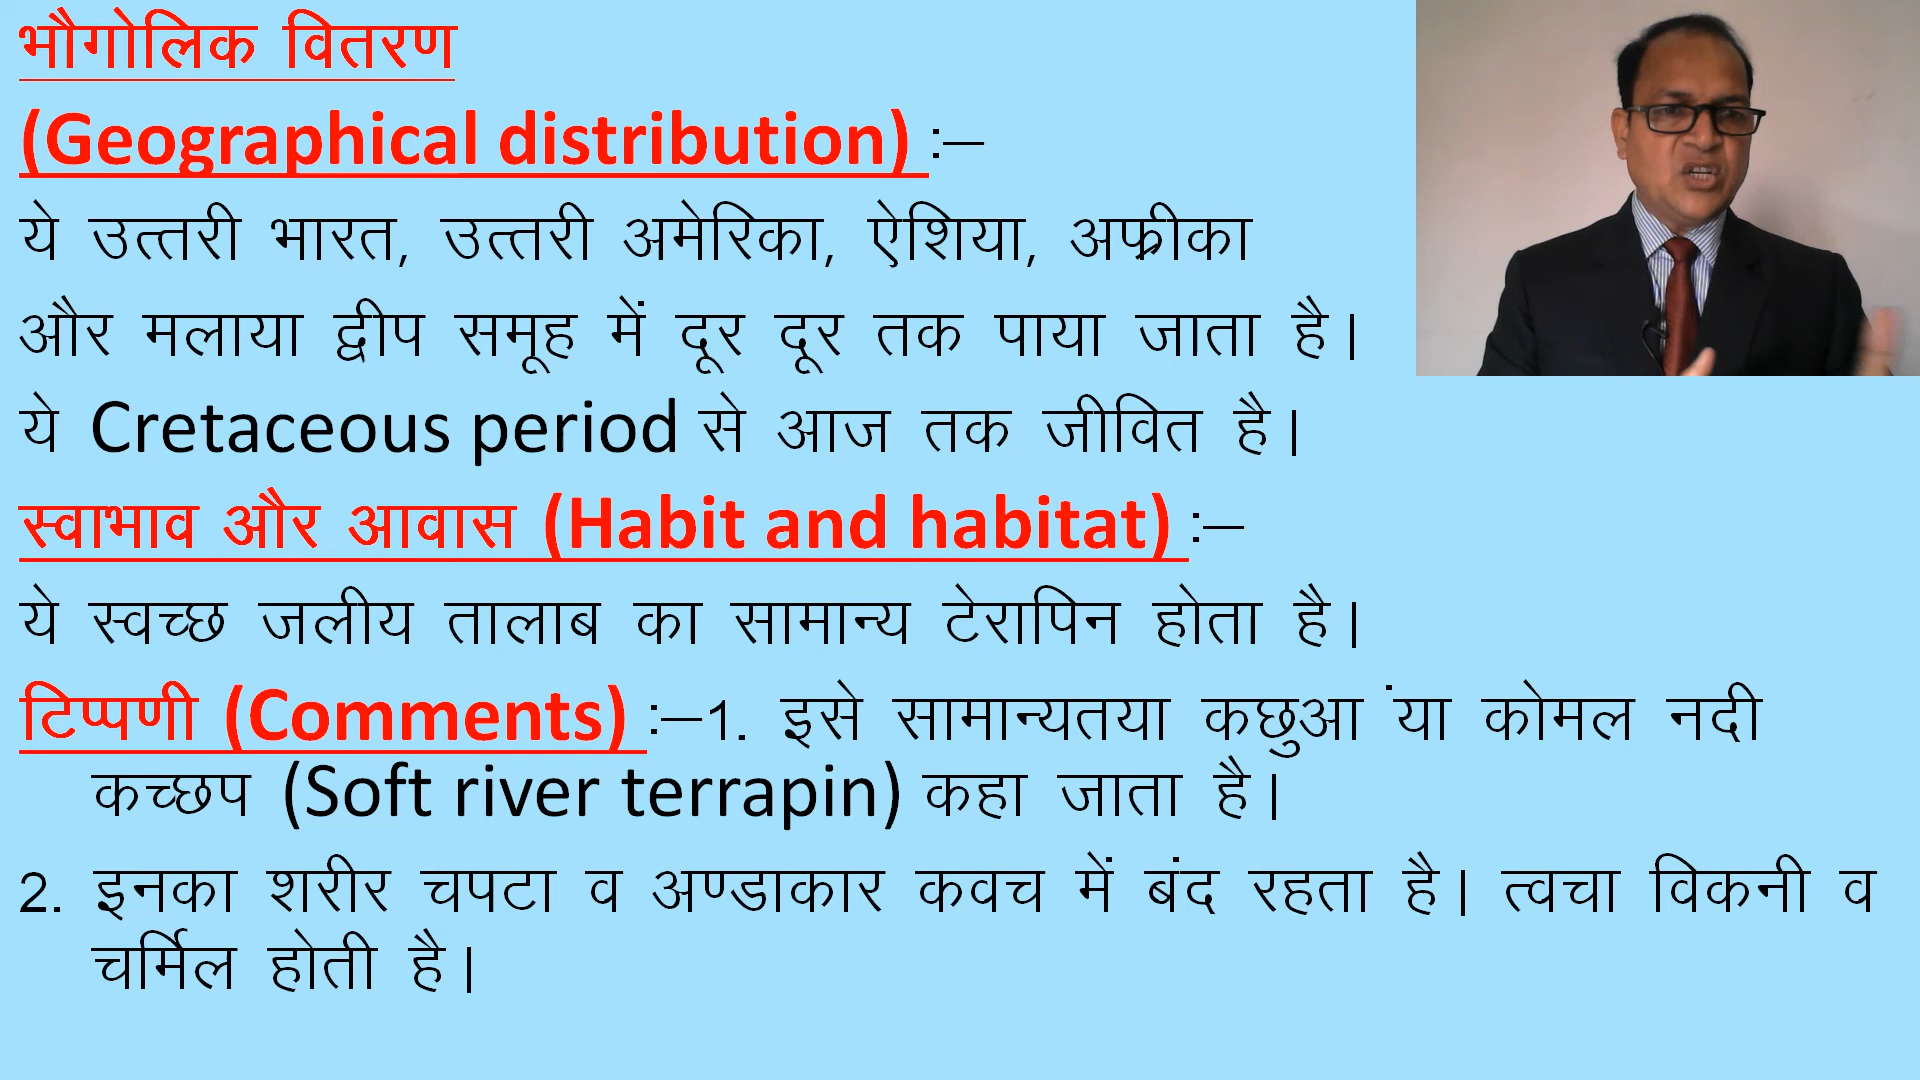 भौगोलिक वितरण
(Geographical distribution) :–
ये उत्तरी भारत, उत्तरी अमेरिका, ऐशिया, अफ्रीका
और मलाया द्वीप समूह में दूर दूर तक पाया जाता है।
ये Cretaceous period से आज तक जीवित है।
स्वाभाव और आवास (Habit and habitat) :–
ये स्वच्छ जलीय तालाब का सामान्य टेरापिन होता है।
टिप्पणी (Comments) :–1. इसे सामान्यतया कछुआ ंया कोमल नदी
कच्छप (Soft river terrapin) कहा जाता है।
2. इनका शरीर चपटा व अण्डाकार कवच में बंद रहता है। त्वचा विकनी व
चर्मिल होती है।